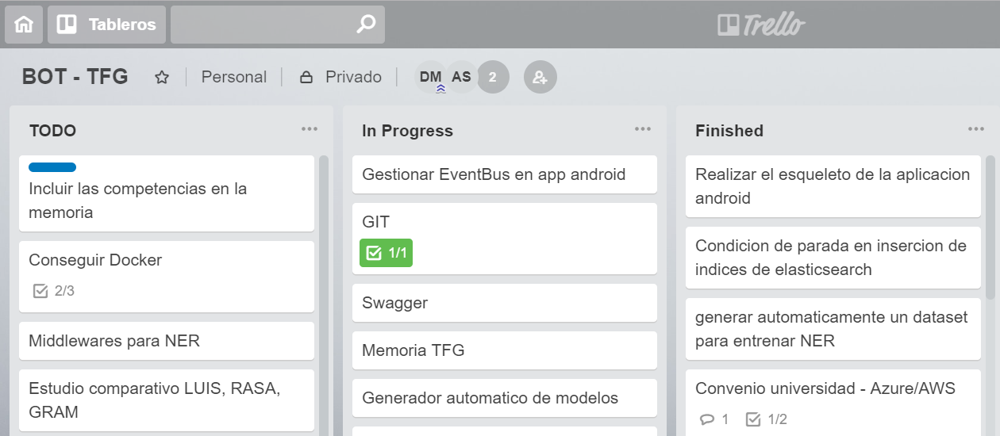 Tableros
Trello
BOT - TFG
Personal
Privado
DM
AS
2
TODO
Incluir las competencias en la
memoria
Conseguir Docker
2/3
Middlewares para NER
Estudio comparativo LUIS, RASA,
GRAM
In Progress
Gestionar EventBus en app android
GIT
1/1
Swagger
Memoria TFG
Generador automatico de modelos
Finished
Realizar el esqueleto de la aplicacion
android
Condicion de parada en insercion de
indices de elasticsearch
generar automaticamente un dataset
para entrenar NER
Convenio universidad - Azure/AWS
1
1/2